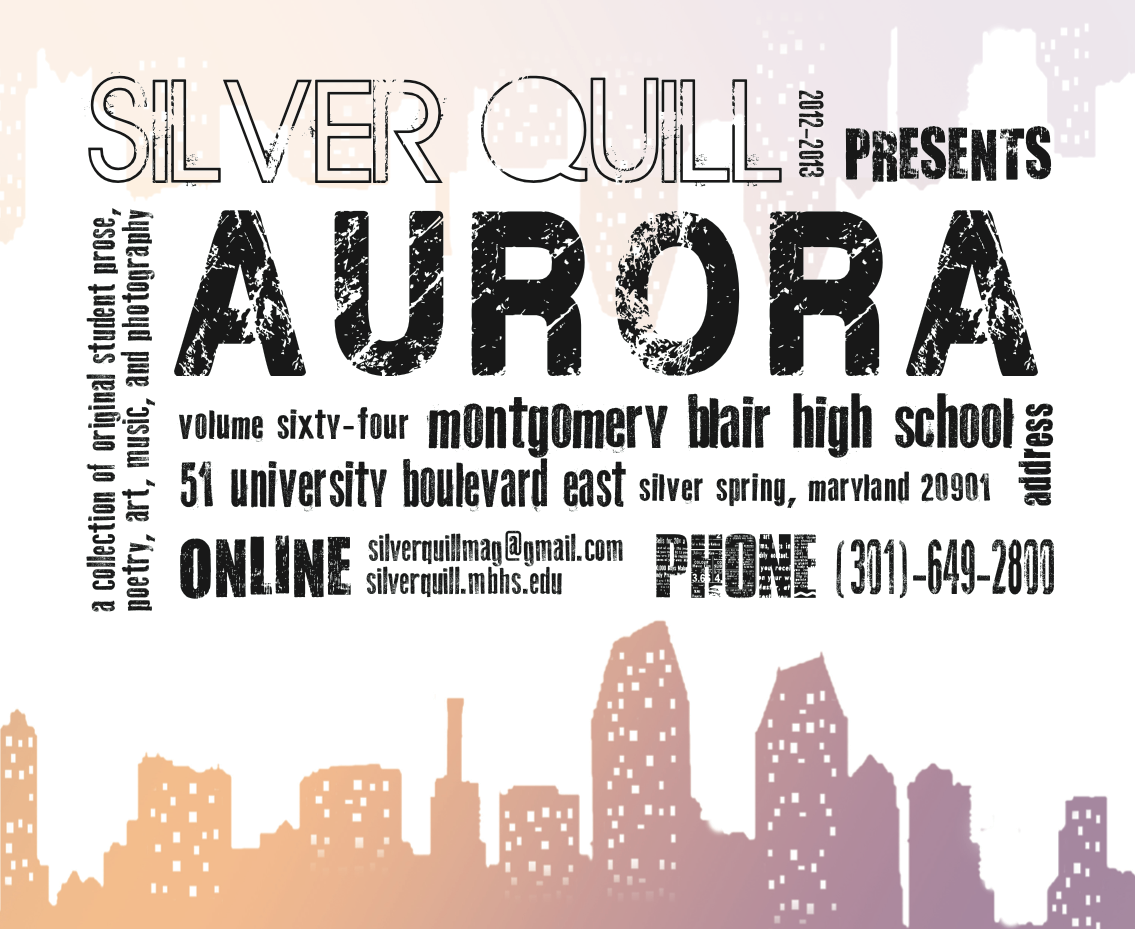 SILVER QUILL 2012-2013 PRESENTS
AURORA
a collection of original student prose,
poetry, art, music, and photography
volume sixty-four montgomery blair high school
51 university boulevard east silver spring, maryland 20901
address
ONLINE silverquillmag@gmail.com
silverquill.mbhs.edu
PHONE (301)-649-2800